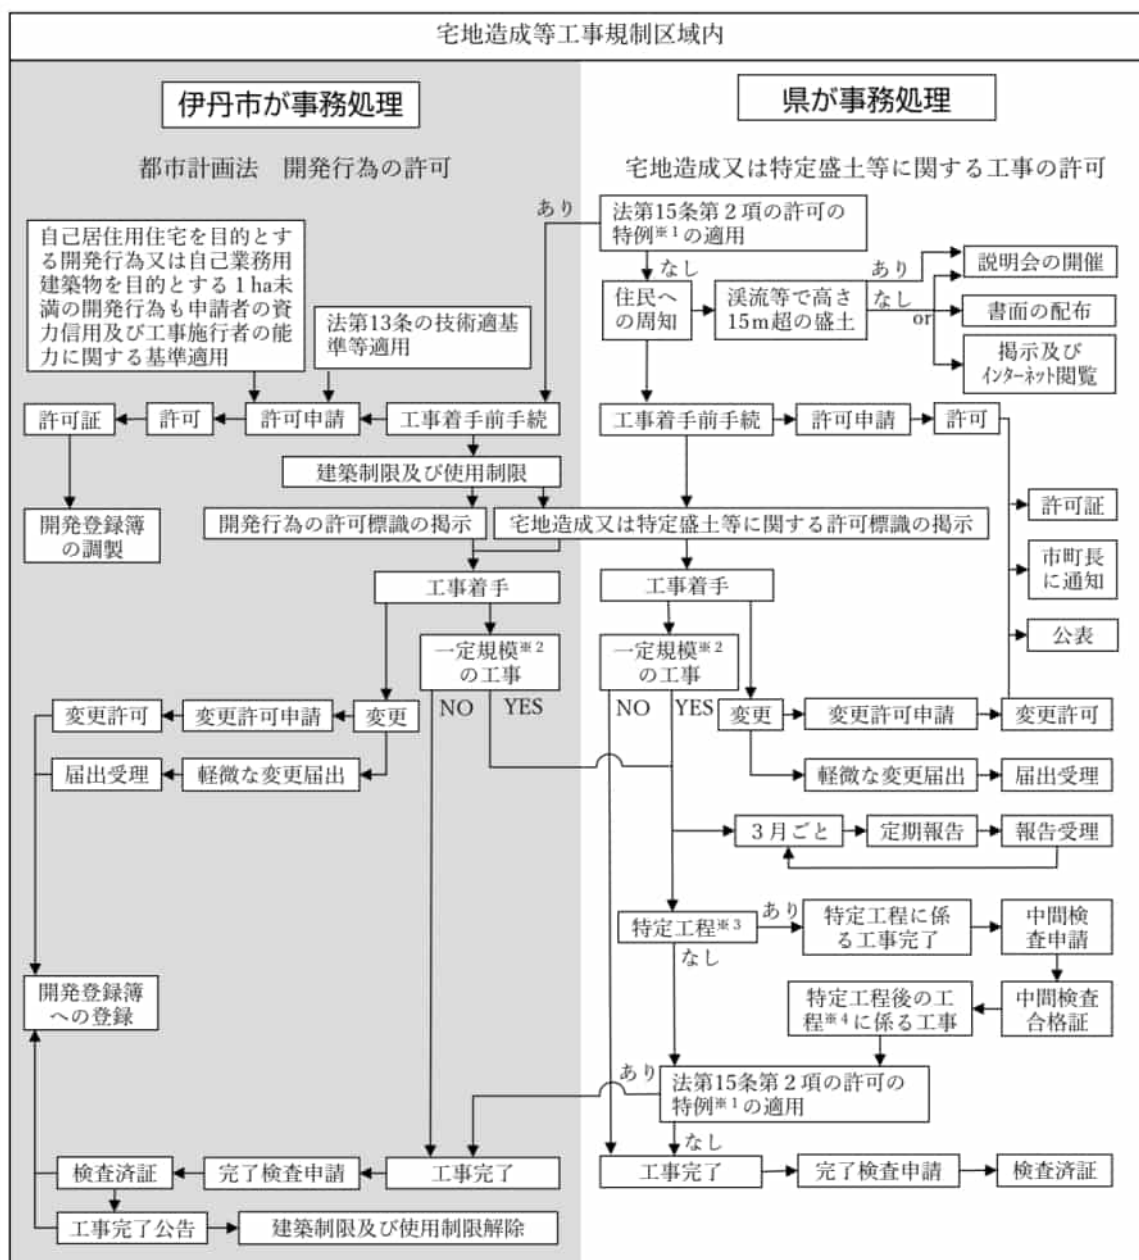 宅地造成等工事規制区域内
伊丹市が事務処理
都市計画法 開発行為の許可
自己居住用住宅を目的とす
る開発行為又は自己業務用
建築物を目的とする１ha未
満の開発行為も申請者の資
力信用及び工事施行者の能
力に関する基準適用
法第13条の技術適基
準等適用
許可証
許可
許可申請
工事着手前手続
建築制限及び使用制限
開発登録簿
の調製
開発行為の許可標識の掲示
工事着手
一定規模※２
の工事
NO
YES
変更許可
変更許可申請
変更
届出受理
軽微な変更届出
開発登録簿
への登録
検査済証
完了検査申請
工事完了
工事完了公告
建築制限及び使用制限解除
県が事務処理
宅地造成又は特定盛土等に関する工事の許可
あり
法第15条第２項の許可の
特例※１の適用
なし
住民へ
の周知
渓流等で高さ
15m超の盛土
あり
なし
or
説明会の開催
書面の配布
掲示及び
インターネット閲覧
工事着手前手続
許可申請
許可
宅地造成又は特定盛土等に関する許可標識の掲示
許可証
市町長
に通知
公表
工事着手
一定規模※２
の工事
NO
YES
変更
変更許可申請
変更許可
軽微な変更届出
届出受理
３月ごと
定期報告
報告受理
特定工程※３
あり
なし
特定工程に係
る工事完了
中間検
査申請
特定工程後の工
程※４に係る工事
中間検査
合格証
あり
法第15条第２項の許可の
特例※１の適用
なし
工事完了
完了検査申請
検査済証